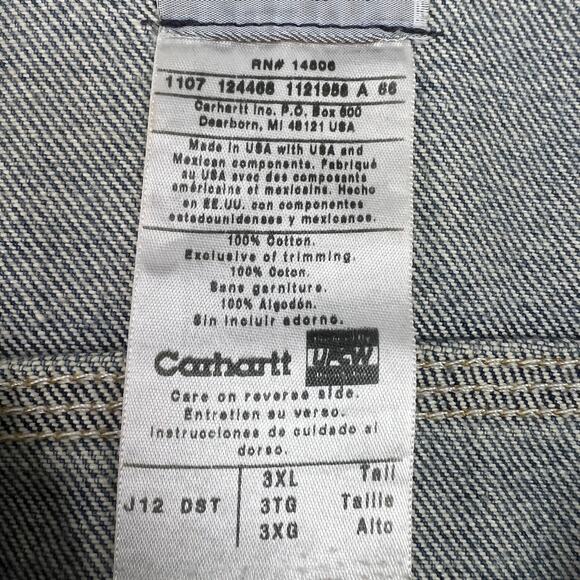 RN# 14806
1107 124468 1121958 A 66
Carhartt Inc. P.O. Box 600
Dearborn, MI 48121 USA
Made in USA with USA and
Mexican components. Fabriqué
au USA avec des composants
américains et mexicains. Hecho
en EE.UU. con componentes
estadounidenses y mexicanos.
100% Cotton.
Exclusive of trimming.
100% Coton.
Sans garniture.
100% Algodón.
Sin incluir adorno.
Carhartt UFCW
Care on reverse side.
Entretien au verso.
Instrucciones de cuidado al
dorso.
J12 DST
3XL Tall
3TG Taille
3XG Alto